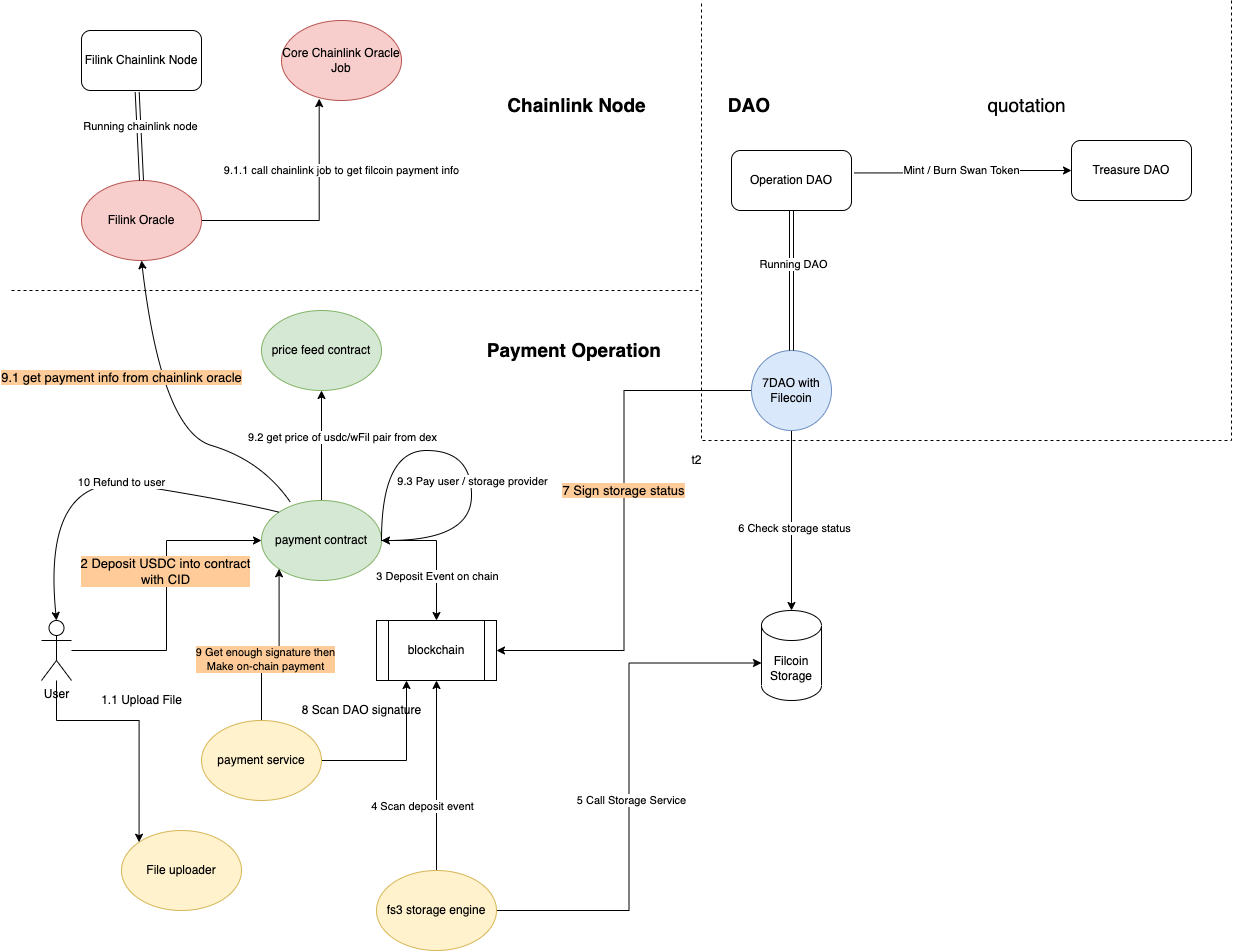 Filink Chainlink Node
Core Chainlink Oracle
Job
Chainlink Node
DAO
quotation
Running chainlink node
9.1.1 call chainlink job to get filcoin payment info
Operation DAO
Mint / Burn Swan Token
Treasure DAO
Filink Oracle
Running DAO
price feed contract
Payment Operation
9.1 get payment info from chainlink oracle
7DAO with
Filecoin
9.2 get price of usdc/wFil pair from dex
t2
10 Refund to user
9.3 Pay user / storage provider
7 Sign storage status
6 Check storage status
payment contract
2 Deposit USDC into contract
with CID
3 Deposit Event on chain
9 Get enough signature then
Make on-chain payment
blockchain
Filcoin
Storage
User
1.1 Upload File
8 Scan DAO signature
payment service
4 Scan deposit event
5 Call Storage Service
File uploader
fs3 storage engine